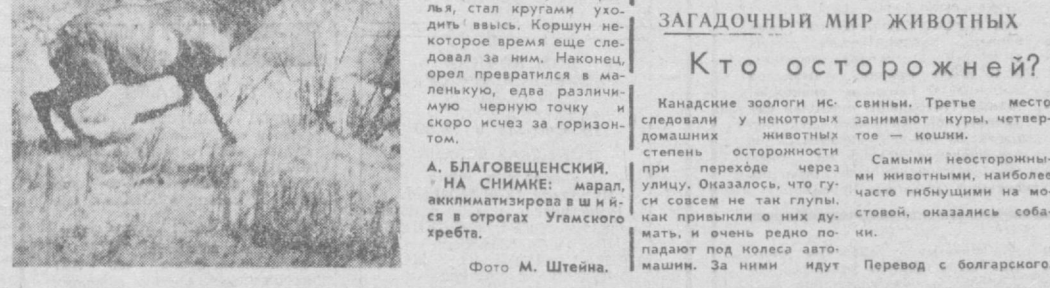 лья, стал кругами ухо-
дить ввысь. Коршун не-
которое время еще сле-
довал за ним. Наконец,
орел превратился в ма-
ленькую, едва различи-
мую черную точку и
скоро исчез за горизон-
том.
А. БЛАГОВЕЩЕНСКИЙ.
НА СНИМКЕ: марал,
акклиматизировавший-
ся в отрогах Угамского
хребта.
Фото М. Штейна.
ЗАГАДОЧНЫЙ МИР ЖИВОТНЫХ
Кто осторожней?
Канадские зоологи ис-
следовали у некоторых
домашних животных
степень осторожности
при переходе через
улицу. Оказалось, что гу-
си совсем не так глупы,
как привыкли о них ду-
мать, и очень редко по-
падают под колеса авто-
машин. За ними идут
свиньи. Третье место
занимают куры, четвер-
тое — кошки.
Самыми неосторожны-
ми животными, наиболее
часто гибнущими на мо-
стовой, оказались соба-
ки.
Перевод с болгарского